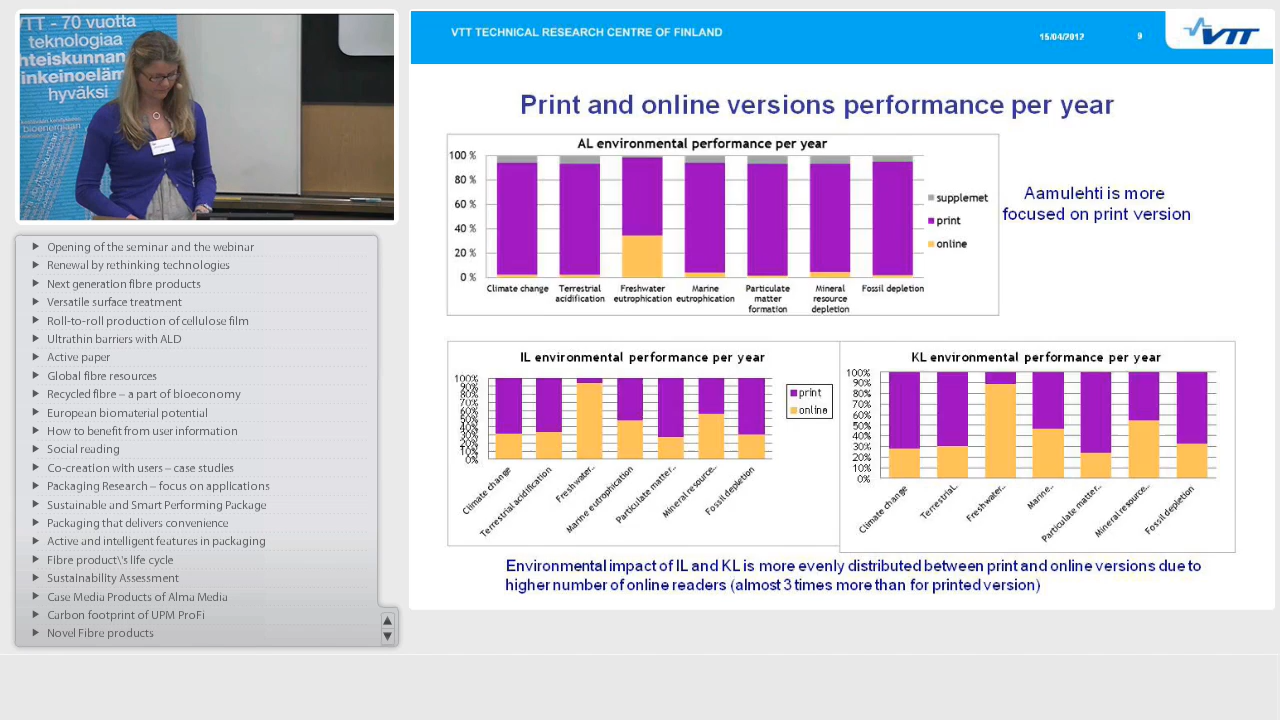 TT - 70 vuotta
teknologiaa
hteiskunnan
inkeinoeläm
hyväksi
bioenergiaan
Opening of the seminar and the webinar
Renewal by rethinking technologies
Next generation fibre products
Versatile surface treatment
Roll-to-roll production of cellulose film
Ultrathin barriers with ALD
Active paper
Global fibre resources
Recycled fibre – a part of bioeconomy
European biomaterial potential
How to benefit from user information
Social reading
Co-creation with users – case studies
Packaging Research – focus on applications
Sustainable and Smart Performing Package
Packaging that delivers convenience
Active and intelligent features in packaging
Fibre product\'s life cycle
Sustainability Assessment
Case Media Products of Alma Media
Carbon footprint of UPM ProFi
Novel Fibre products
VTT TECHNICAL RESEARCH CENTRE OF FINLAND
15/04/2012
9
VTT
Print and online versions performance per year
AL environmental performance per year
100 %
80 %
60 %
40 %
20 %
0 %
supplemet
print
online
Climate change
Terrestrial acidification
Freshwater eutrophication
Marine eutrophication
Particulate matter formation
Mineral resource depletion
Fossil depletion
Aamulehti is more
focused on print version
IL environmental performance per year
100%
90%
80%
70%
60%
50%
40%
30%
20%
10%
0%
print
online
Climate change
Terrestrial acidification
Freshwater..
Marine eutrophication
Particulate matter..
Mineral resource..
Fossil depletion
KL environmental performance per year
100%
90%
80%
70%
60%
50%
40%
30%
20%
10%
0%
Climate change
Terrestrial..
Freshwater..
Marine..
Particulate matter..
Mineral resource..
Fossil depletion
Environmental impact of IL and KL is more evenly distributed between print and online versions due to
higher number of online readers (almost 3 times more than for printed version)